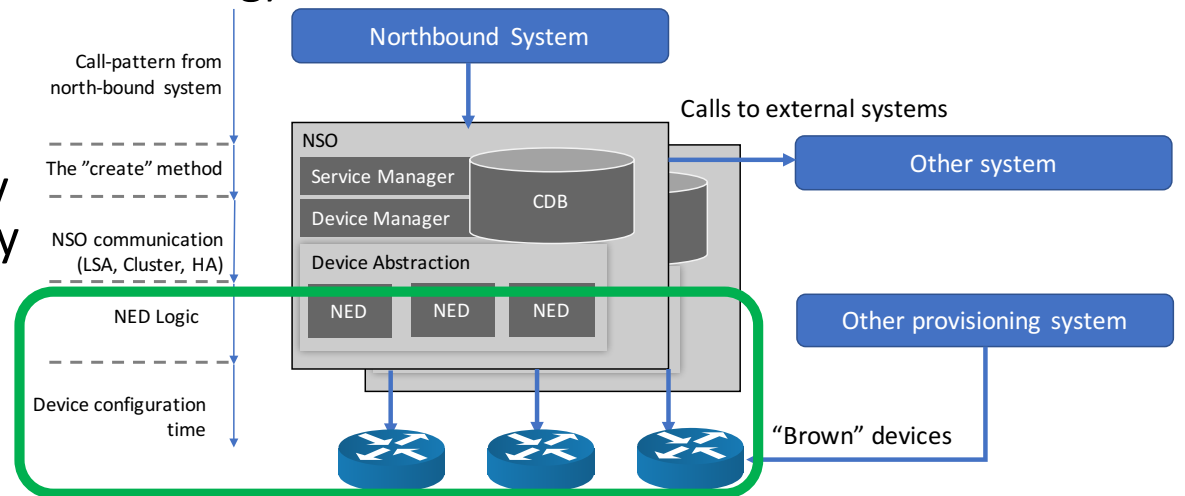 Northbound System
Call-pattern from
north-bound system
Calls to external systems
NSO
The ”create” method
Service Manager
CDB
Other system
Device Manager
NSO communication
(LSA, Cluster, HA)
Device Abstraction
NED Logic
NED
NED
NED
Other provisioning system
Device configuration
time
“Brown” devices